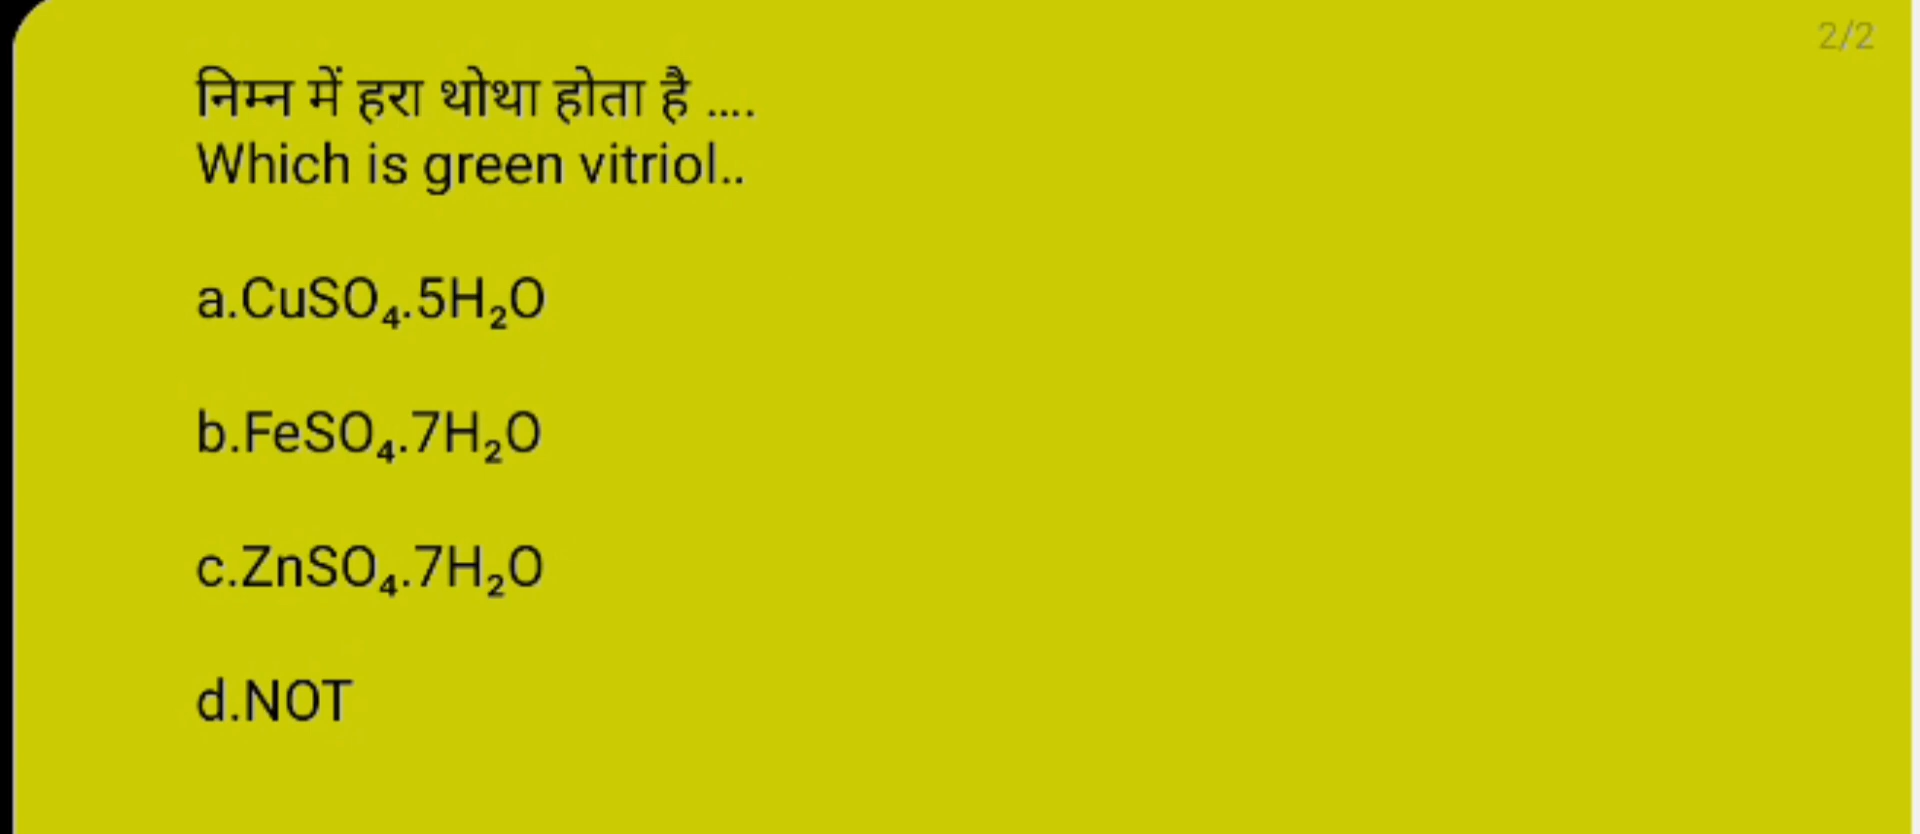 2/2
निम्न में हरा थोथा होता है ....
Which is green vitriol..
a.CuSO₄.5H₂O
b.FeSO₄.7H₂O
c.ZnSO₄.7H₂O
d.NOT